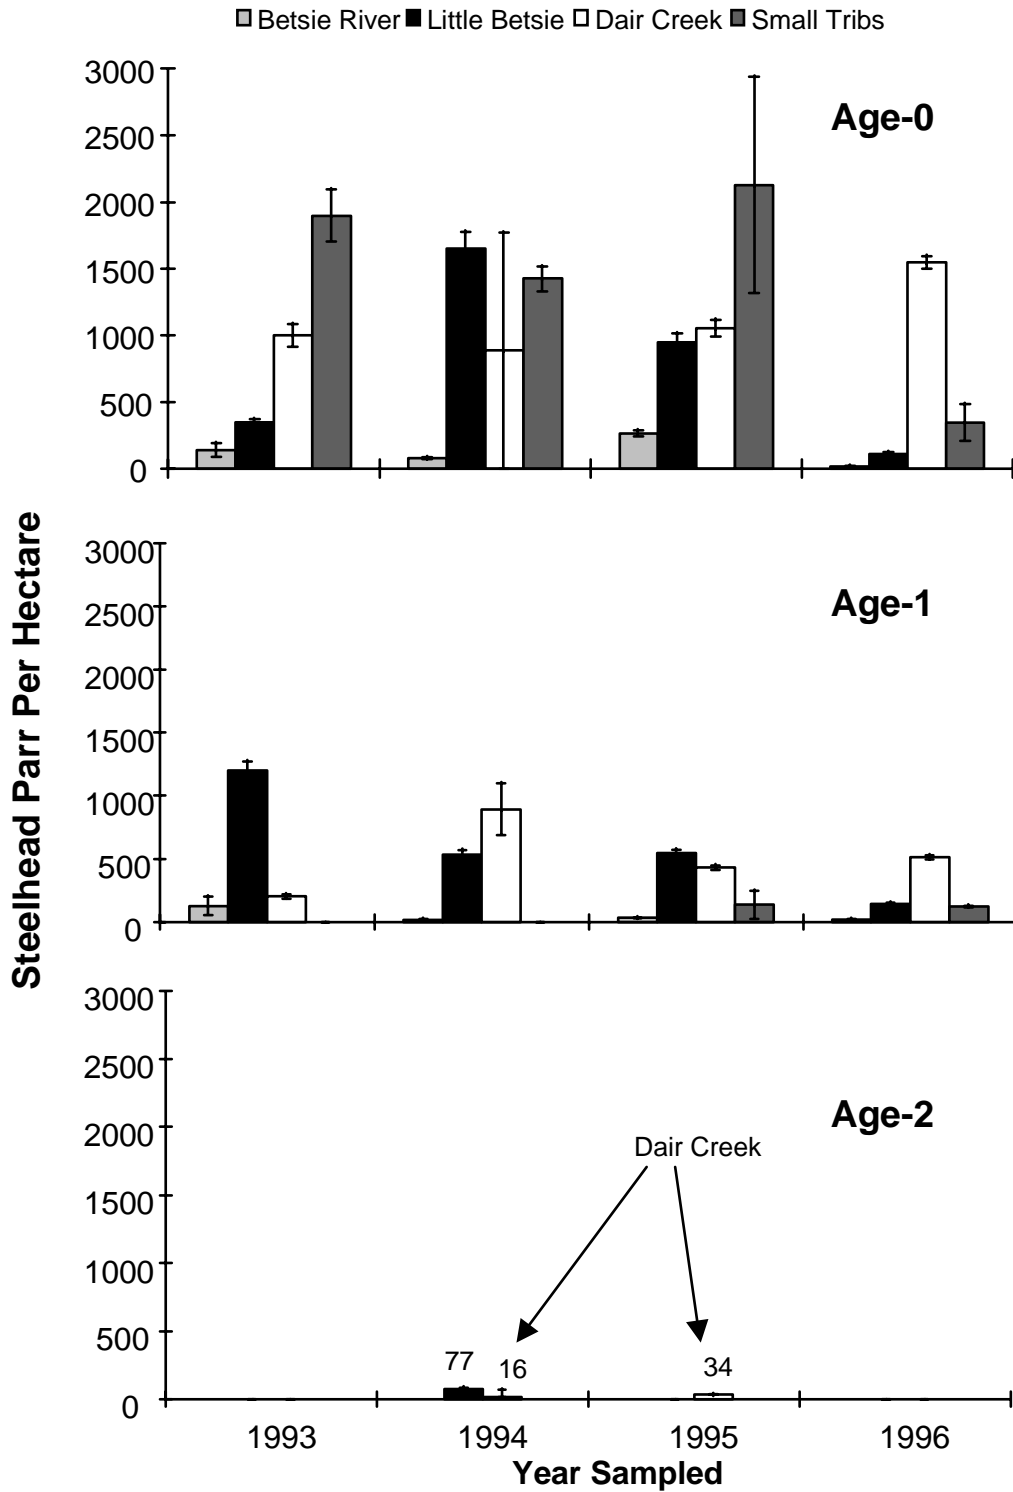 Betsie River Little Betsie Dair Creek Small Tribs
Age-0
3000
2500
2000
1500
1000
500
0
Steelhead Parr Per Hectare
Age-1
3000
2500
2000
1500
1000
500
0
Age-2
3000
2500
2000
1500
1000
500
0
Dair Creek
77 16 34
1993 1994 1995 1996
Year Sampled